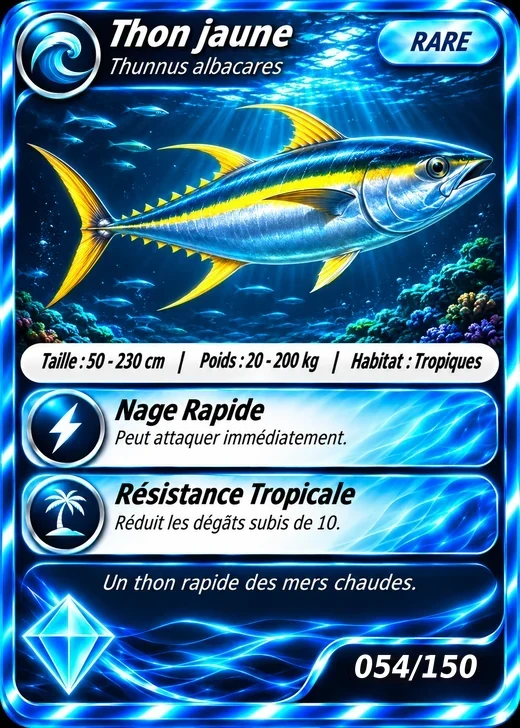 Thon jaune
Thunnus albacares
RARE
Taille : 50 - 230 cm | Poids : 20 - 200 kg | Habitat : Tropiques
Nage Rapide
Peut attaquer immédiatement.
Résistance Tropicale
Réduit les dégâts subis de 10.
Un thon rapide des mers chaudes.
054/150